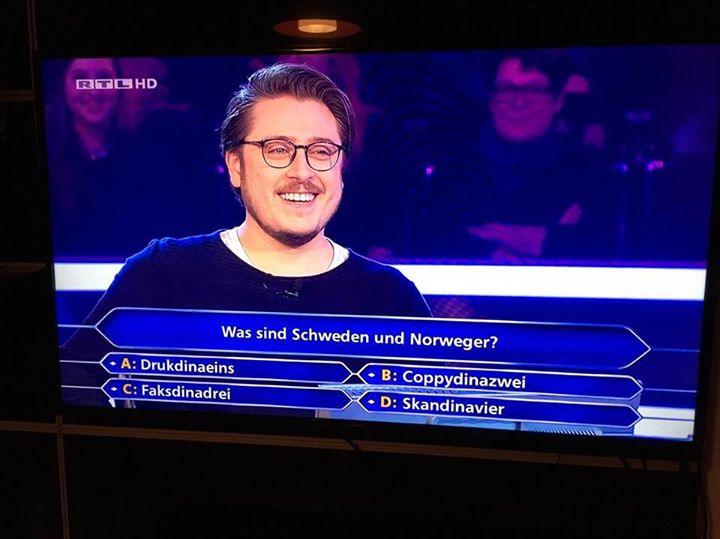 RTL HD
Was sind Schweden und Norweger?
A: Drukdinaeins
B: Coppydinazwei
C: Faksdinadrei
D: Skandinavier